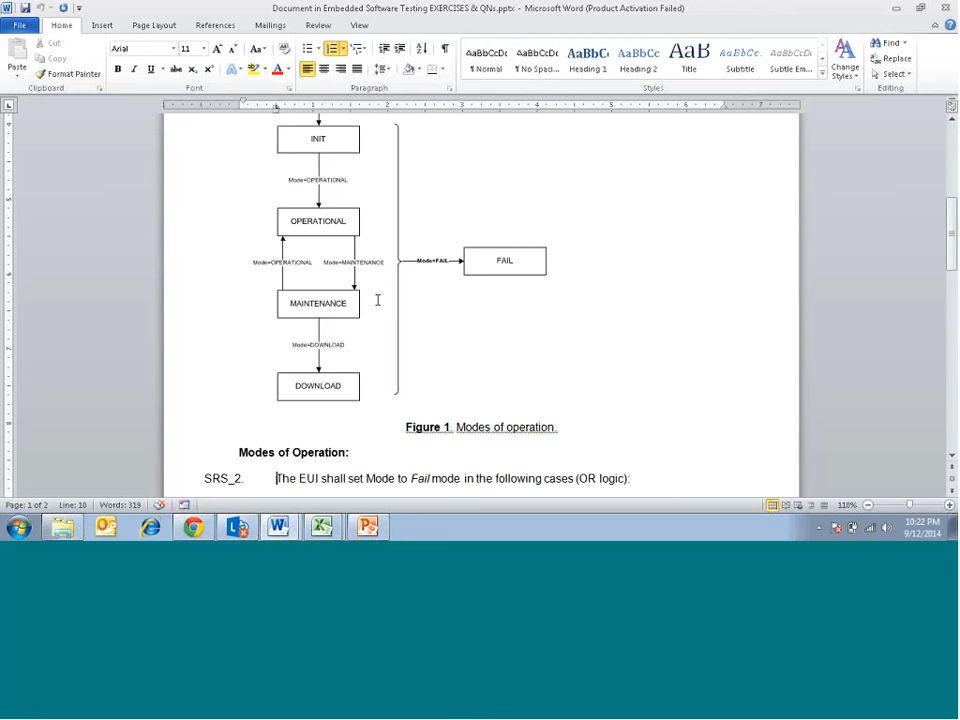 Document in Embedded Software Testing EXERCISES & QNs.pptx - Microsoft Word (Product Activation Failed)
File Home Insert Page Layout References Mailings Review View
Cut
Copy
Format Painter
Paste
Clipboard
Arial 11
Font
Paragraph
AaBbCcDc AaBbCcDc AaBbC AaBbCc AaB AaBbCc. AaBbCcDc
¶ Normal ¶ No Spaci... Heading 1 Heading 2 Title Subtitle Subtle Em...
Change Styles
Styles
Find
Replace
Select
Editing
INIT
Mode=OPERATIONAL
OPERATIONAL
Mode=OPERATIONAL Mode=MAINTENANCE
Mode=FAIL
FAIL
MAINTENANCE
Mode=DOWNLOAD
DOWNLOAD
Figure 1. Modes of operation.
Modes of Operation:
SRS_2. The EUI shall set Mode to Fail mode in the following cases (OR logic):
Page: 1 of 2 Line: 10 Words: 319 118%
10:22 PM
9/12/2014